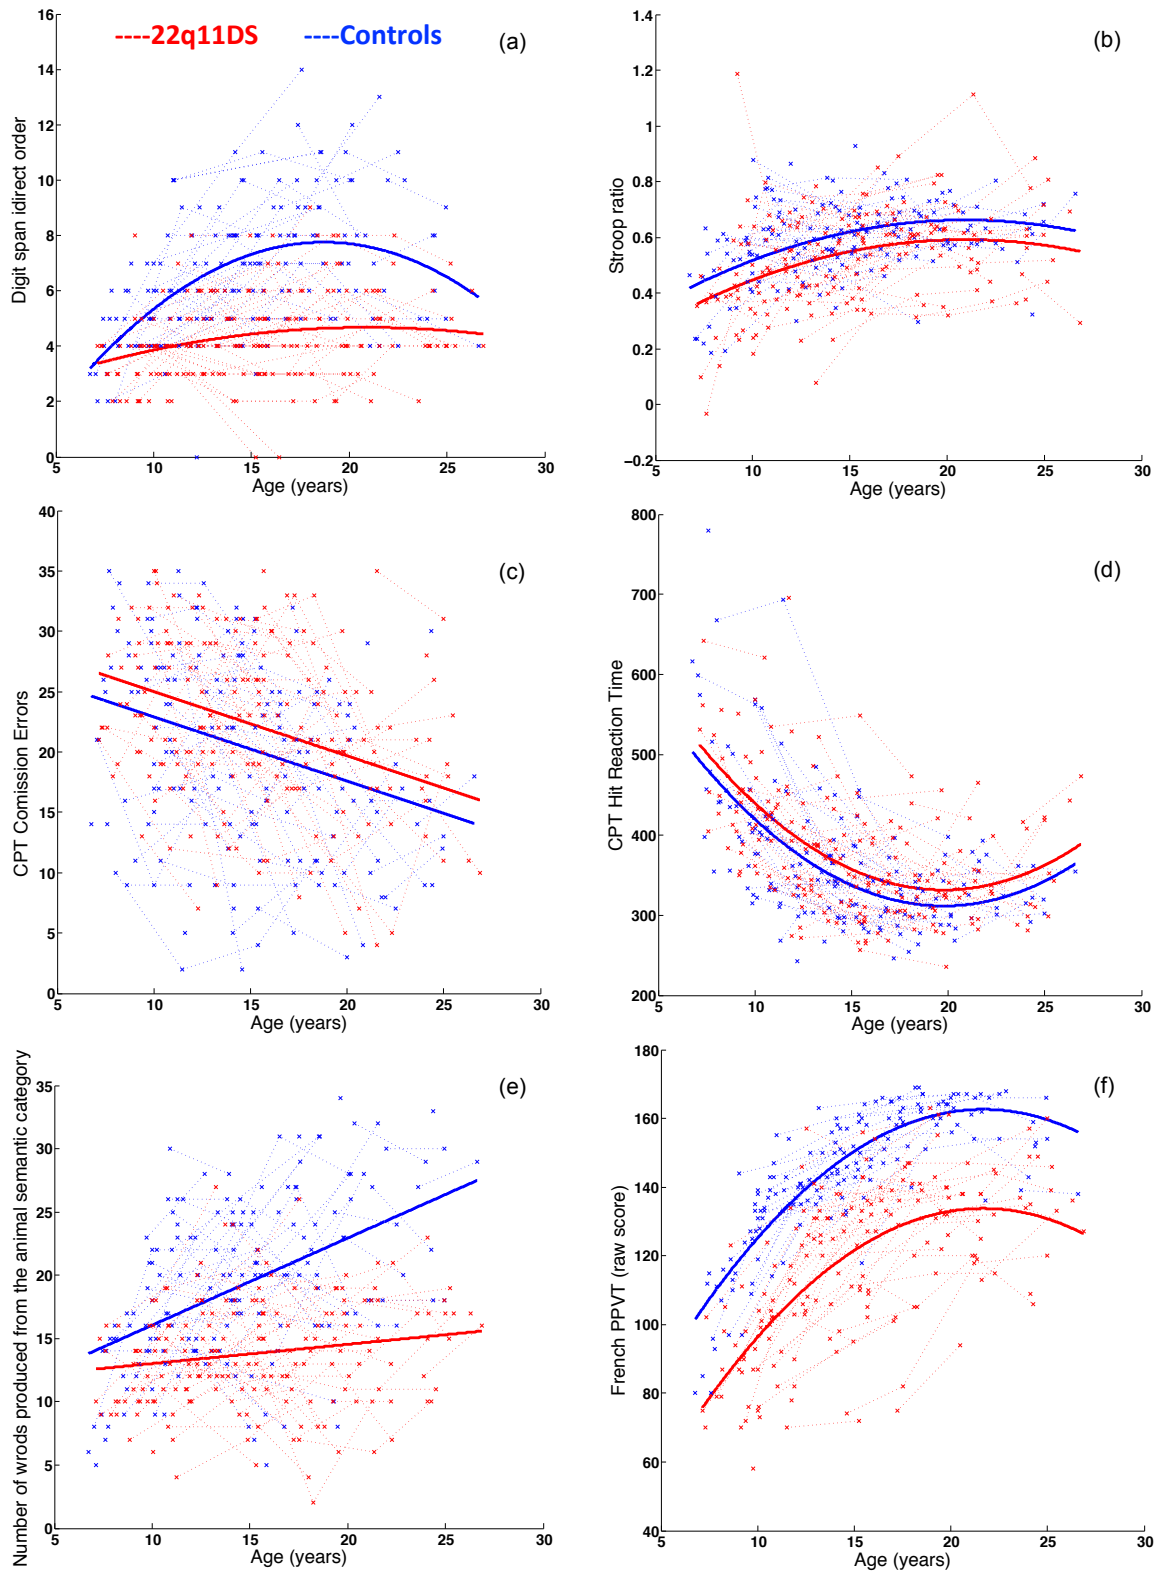 ----22q11DS ----Controls
(a)
16
14
12
10
8
6
4
2
0
5 10 15 20 25 30
Digit span idirect order
Age (years)
(b)
1.4
1.2
1
0.8
0.6
0.4
0.2
0
−0.2
5 10 15 20 25 30
Stroop ratio
Age (years)
(c)
40
35
30
25
20
15
10
5
0
5 10 15 20 25 30
CPT Comission Errors
Age (years)
(d)
800
700
600
500
400
300
200
5 10 15 20 25 30
CPT Hit Reaction Time
Age (years)
(e)
35
30
25
20
15
10
5
0
5 10 15 20 25 30
Number of wrods produced from the animal semantic category
Age (years)
(f)
180
160
140
120
100
80
60
40
5 10 15 20 25 30
French PPVT (raw score)
Age (years)